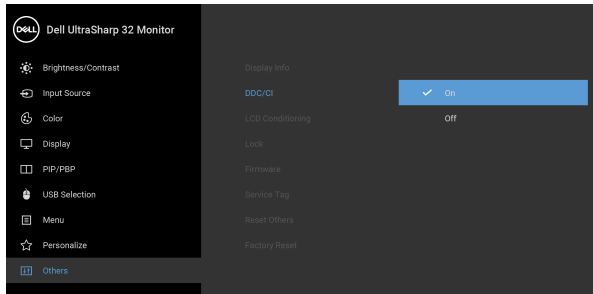 DELL
Dell UltraSharp 32 Monitor
Brightness/Contrast
Input Source
Color
Display
PIP/PBP
USB Selection
Menu
Personalize
Others
Display Info
DDC/CI
LCD Conditioning
Lock
Firmware
Service Tag
Reset Others
Factory Reset
On
Off